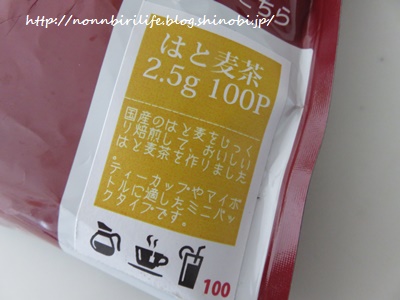 http://nonnbirilife.blog.shinobi.jp/
こちら
はと麦茶
2.5g 100P
国産のはと麦をじっく
り焙煎して、おいしい
はと麦茶を作りました
。
ティーカップやマイボ
トルに適したミニパッ
クタイプです。
100